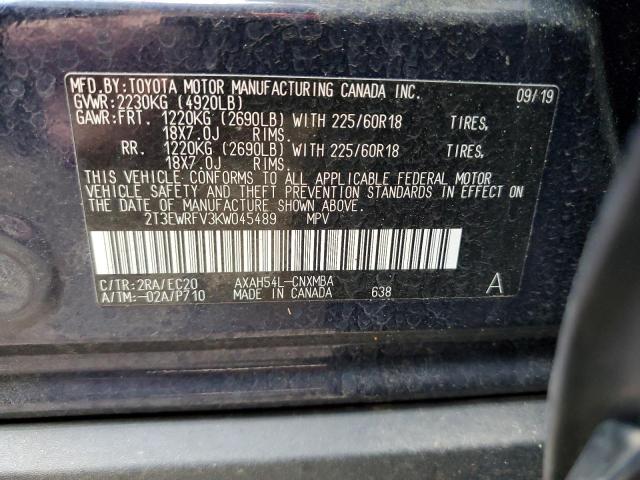 MFD.BY:TOYOTA MOTOR MANUFACTURING CANADA INC. 09/19
GVWR:2230KG (4920LB)
GAWR:FRT. 1220KG (2690LB) WITH 225/60R18 TIRES,
18X7.0J RIMS.
RR. 1220KG (2690LB) WITH 225/60R18 TIRES,
18X7.0J RIMS.
THIS VEHICLE CONFORMS TO ALL APPLICABLE FEDERAL MOTOR
VEHICLE SAFETY AND THEFT PREVENTION STANDARDS IN EFFECT ON
THE DATE OF MANUFACTURE SHOWN ABOVE.
2T3EWRFV3KW045489 MPV
C/TR:2RA/EC20 AXAH54L-CNXMBA
A/TM:-02A/P710 MADE IN CANADA 638 A